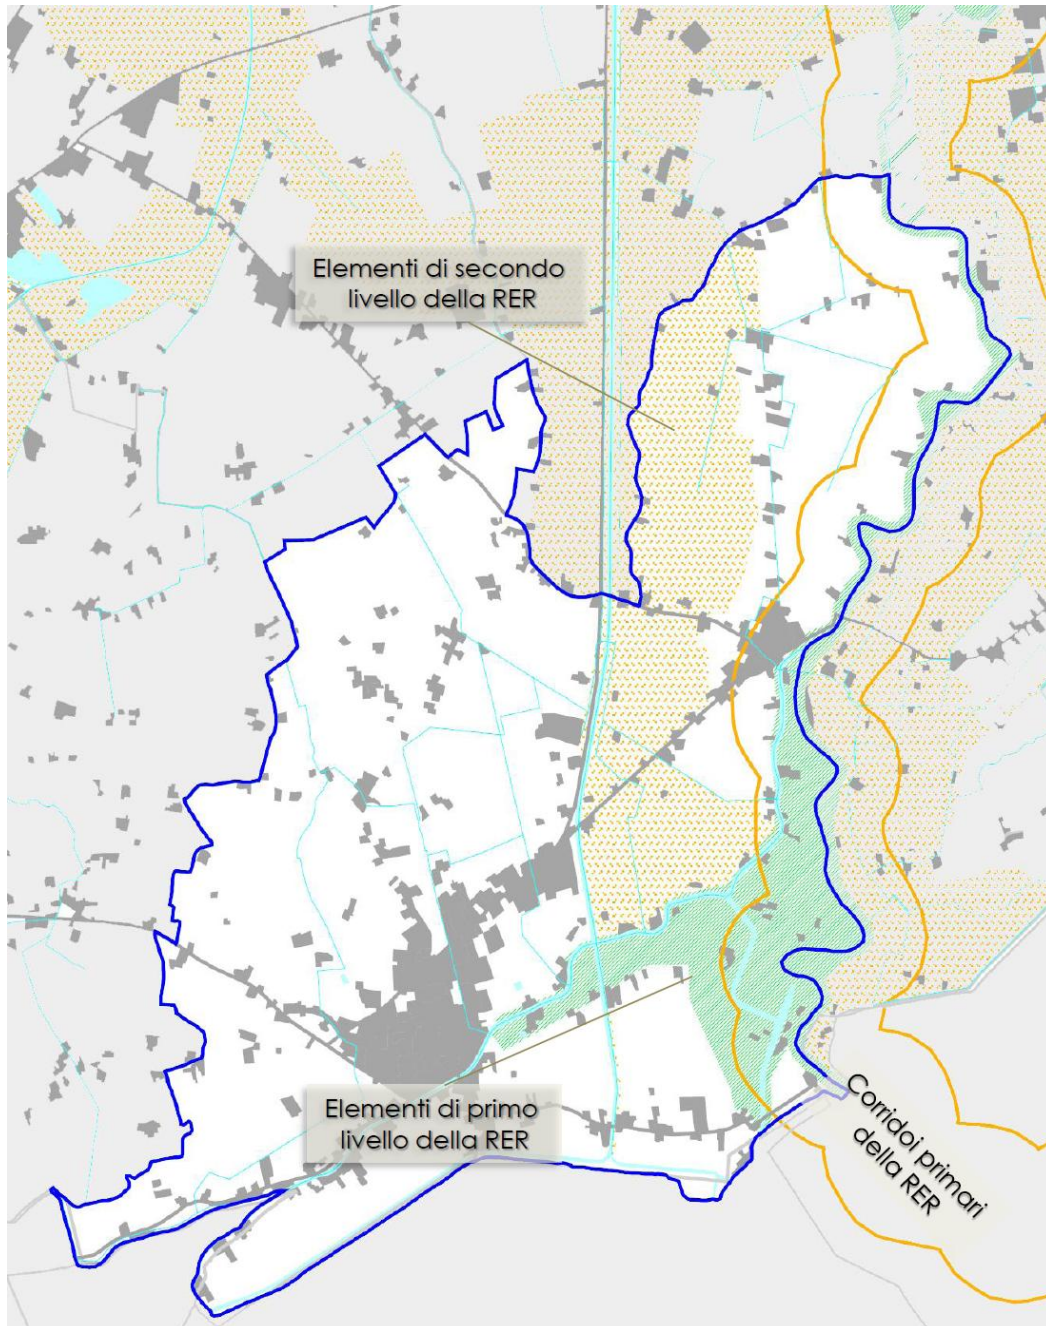 Elementi di secondo
livello della RER
Elementi di primo
livello della RER
Corridoi primari
della RER